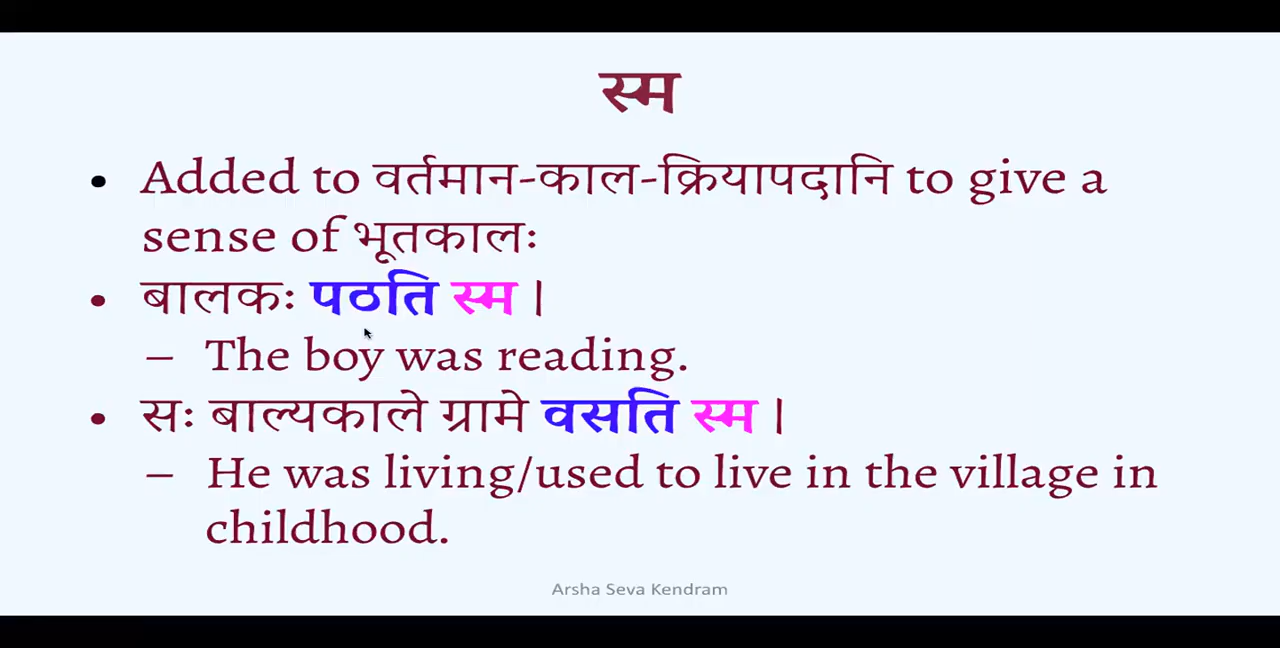 स्म
• Added to वर्तमान-काल-क्रियापदानि to give a
sense of भूतकालः
• बालकः पठति स्म ।
– The boy was reading.
• सः बाल्यकाले ग्रामे वसति स्म ।
– He was living/used to live in the village in
childhood.
Arsha Seva Kendram